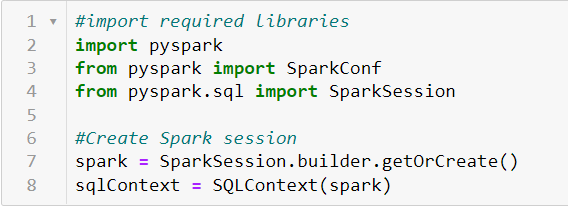 1 #import required libraries
2 import pyspark
3 from pyspark import SparkConf
4 from pyspark.sql import SparkSession
5
6 #Create Spark session
7 spark = SparkSession.builder.getOrCreate()
8 sqlContext = SQLContext(spark)